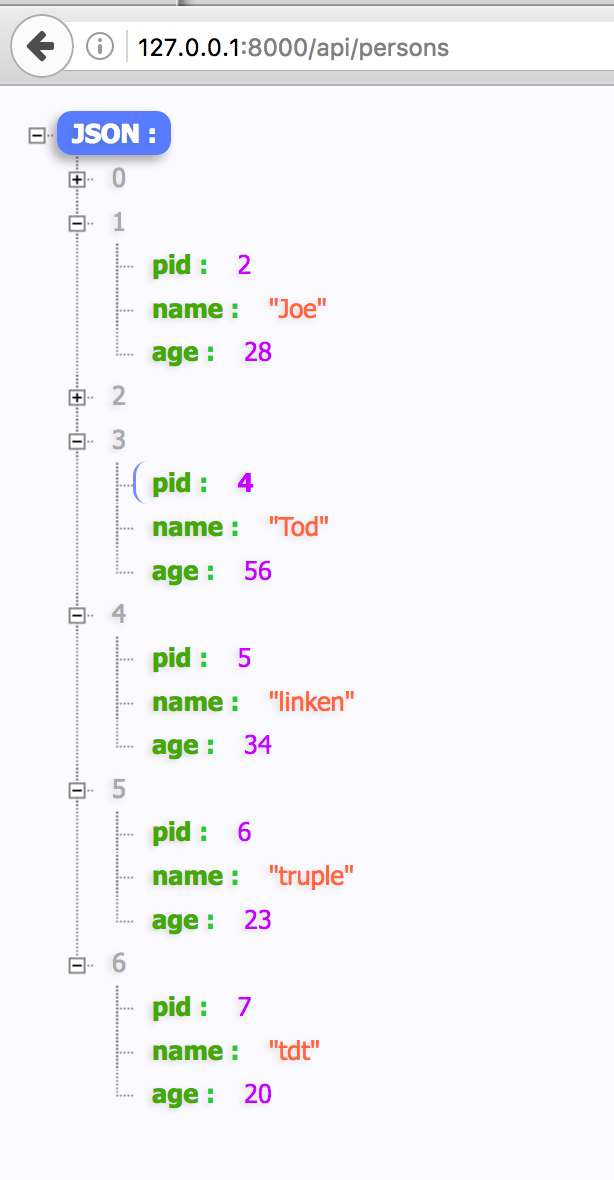 127.0.0.1:8000/api/persons
JSON :
0
1
pid : 2
name : "Joe"
age : 28
2
3
pid : 4
name : "Tod"
age : 56
4
pid : 5
name : "linken"
age : 34
5
pid : 6
name : "truple"
age : 23
6
pid : 7
name : "tdt"
age : 20